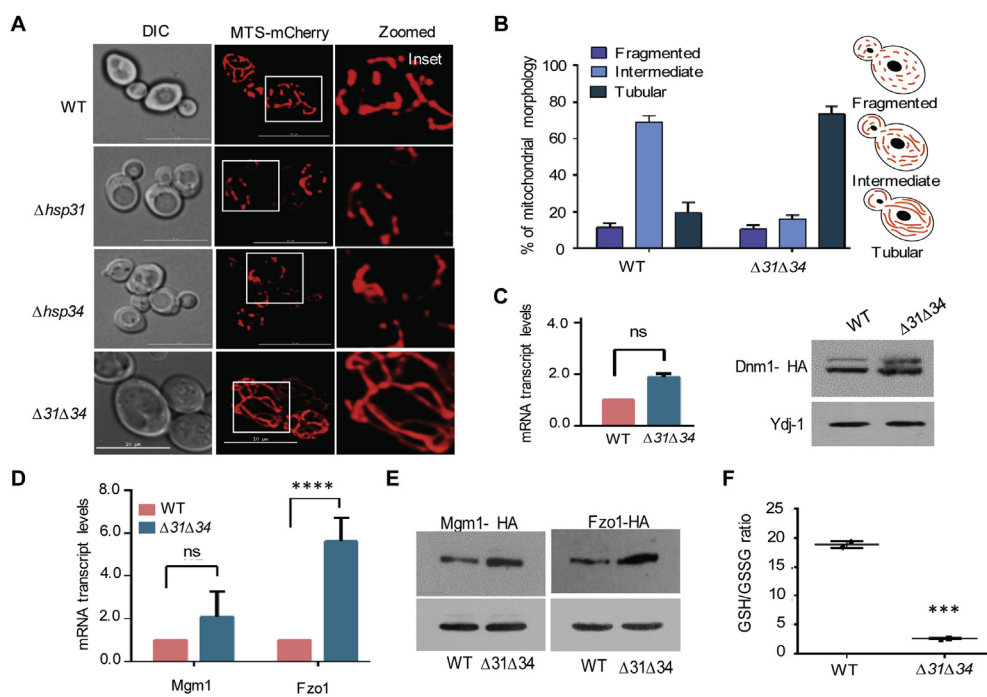 A
DIC
MTS-mCherry
Zoomed
Inset
WT
Δhsp31
Δhsp34
Δ31Δ34
10 μm
B
Fragmented
Intermediate
Tubular
% of mitochondrial morphology
100
80
60
40
20
0
WT
Δ31Δ34
Fragmented
Intermediate
Tubular
C
mRNA transcript levels
4.0
2.0
0.0
ns
WT
Δ31Δ34
WT
Δ31Δ34
Dnm1- HA
Ydj-1
D
mRNA transcript levels
8.0
6.0
4.0
2.0
0
WT
Δ31Δ34
ns
****
Mgm1
Fzo1
E
Mgm1- HA
Fzo1-HA
WT Δ31Δ34
WT Δ31Δ34
F
GSH/GSSG ratio
25
20
15
10
5
0
***
WT
Δ31Δ34